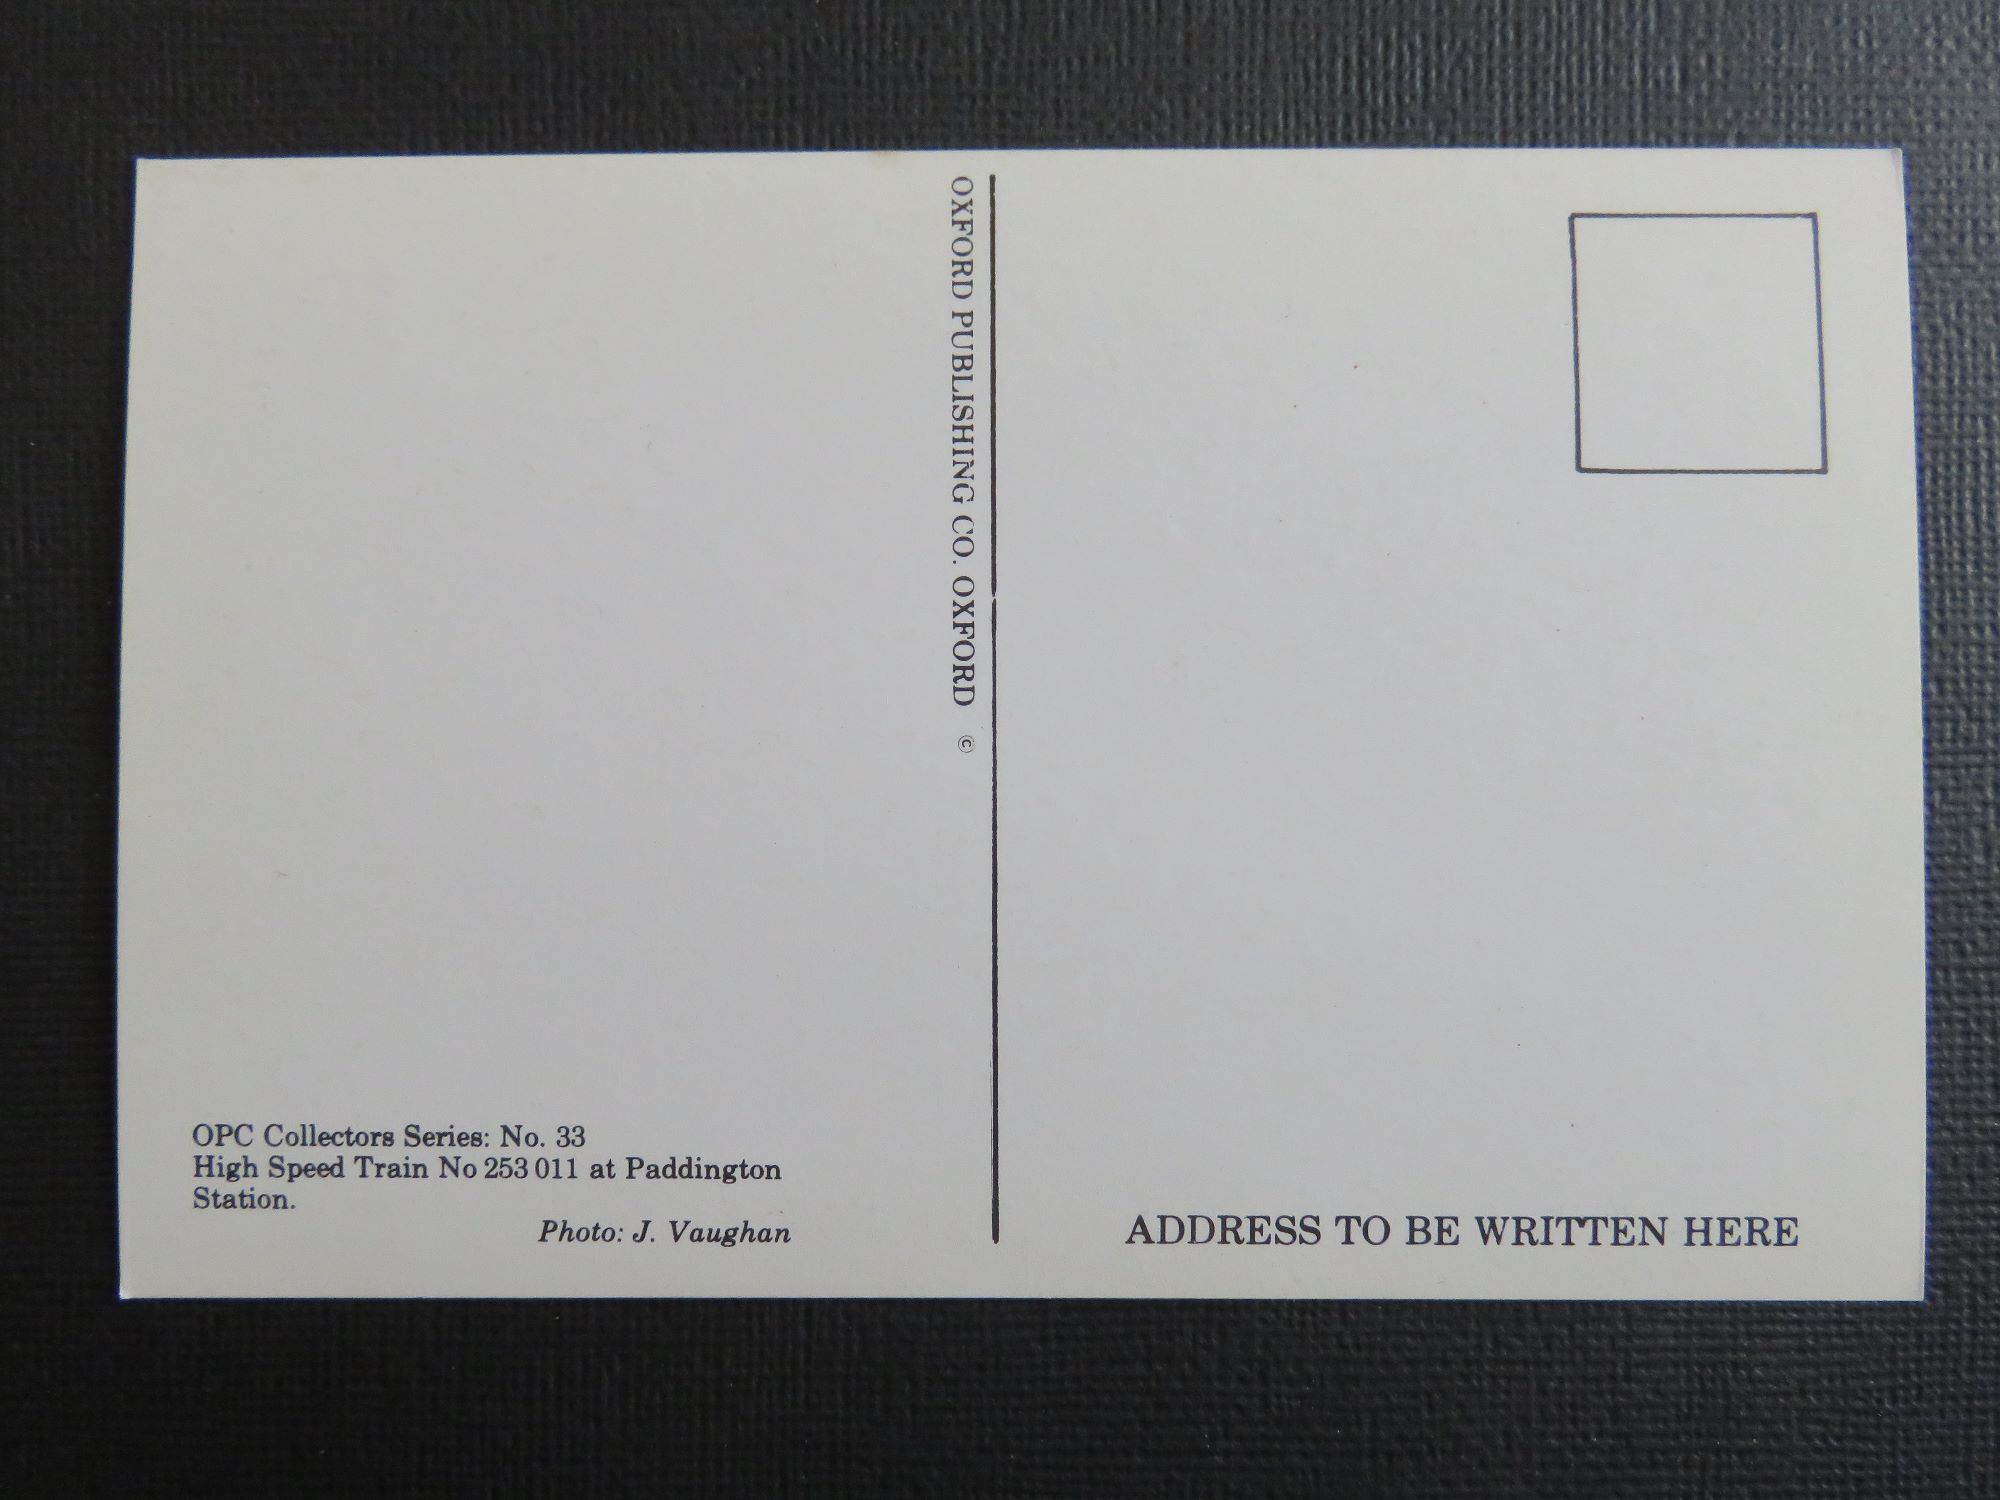 OXFORD PUBLISHING CO. OXFORD ©
OPC Collectors Series: No. 33
High Speed Train No 253 011 at Paddington
Station.
Photo: J. Vaughan
ADDRESS TO BE WRITTEN HERE